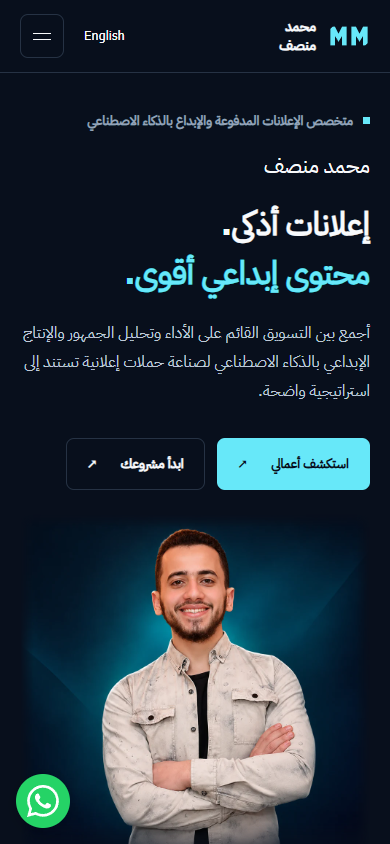 MM
محمد
منصف
English
متخصص الإعلانات المدفوعة والإبداع بالذكاء الاصطناعي
محمد منصف
إعلانات أذكى.
محتوى إبداعي أقوى.
أجمع بين التسويق القائم على الأداء وتحليل الجمهور والإنتاج
الإبداعي بالذكاء الاصطناعي لصناعة حملات إعلانية تستند إلى
استراتيجية واضحة.
استكشف أعمالي ↗
ابدأ مشروعك ↗